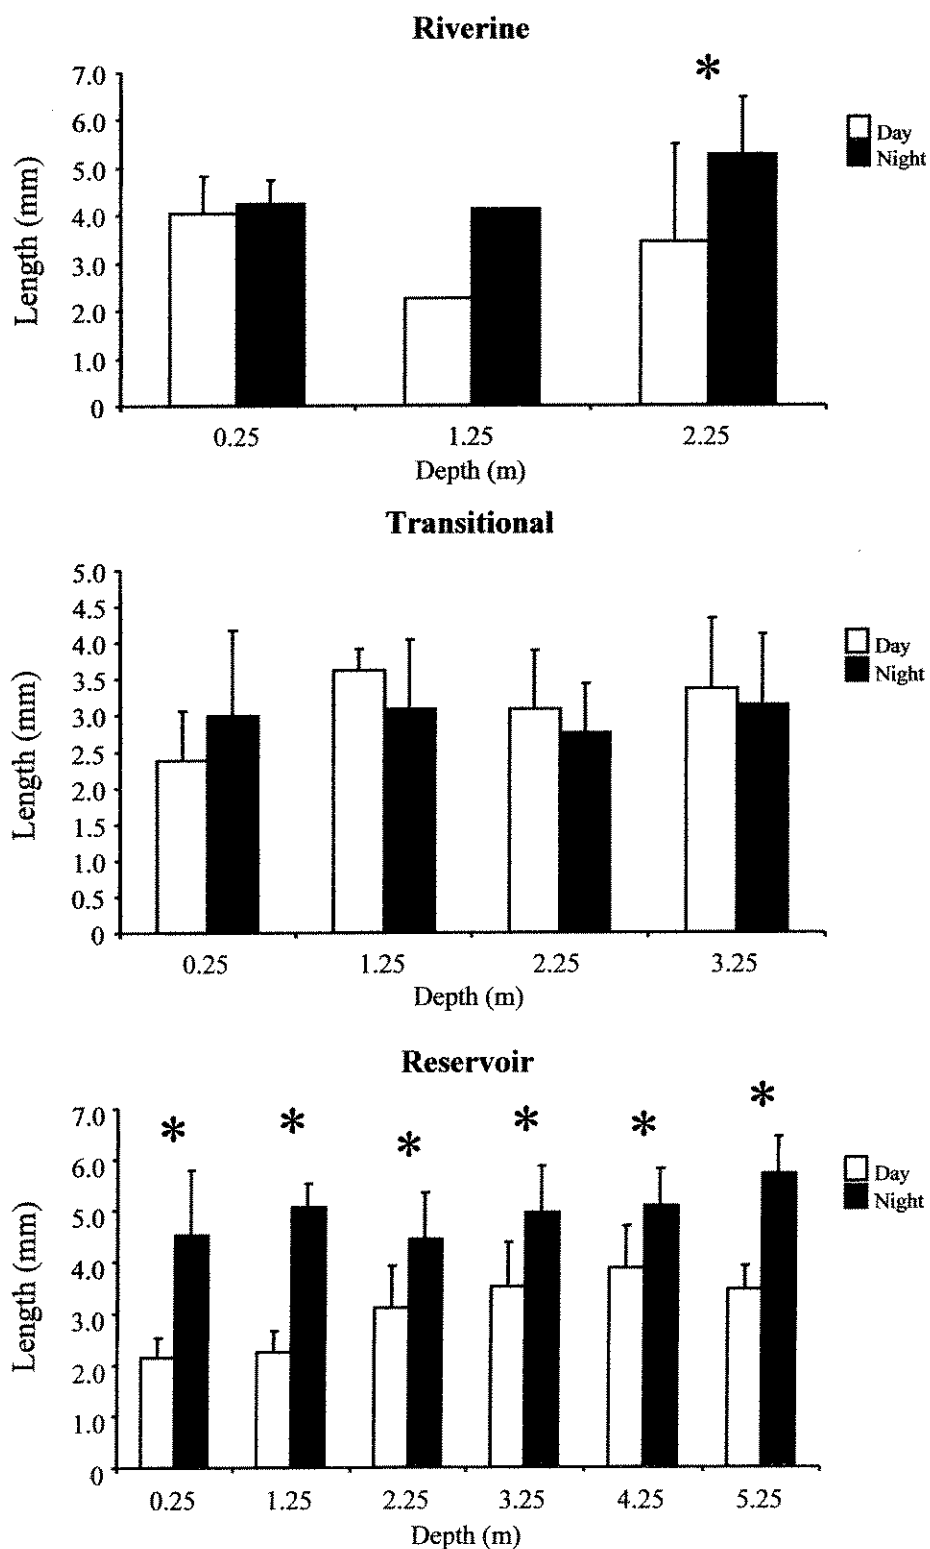 Riverine
*
7.0
6.0
5.0
4.0
3.0
2.0
1.0
0
Length (mm)
Day
Night
0.25 1.25 2.25
Depth (m)
Transitional
5.0
4.5
4.0
3.5
3.0
2.5
2.0
1.5
1.0
0.5
0
Length (mm)
Day
Night
0.25 1.25 2.25 3.25
Depth (m)
Reservoir
* * * * * *
7.0
6.0
5.0
4.0
3.0
2.0
1.0
0
Length (mm)
Day
Night
0.25 1.25 2.25 3.25 4.25 5.25
Depth (m)